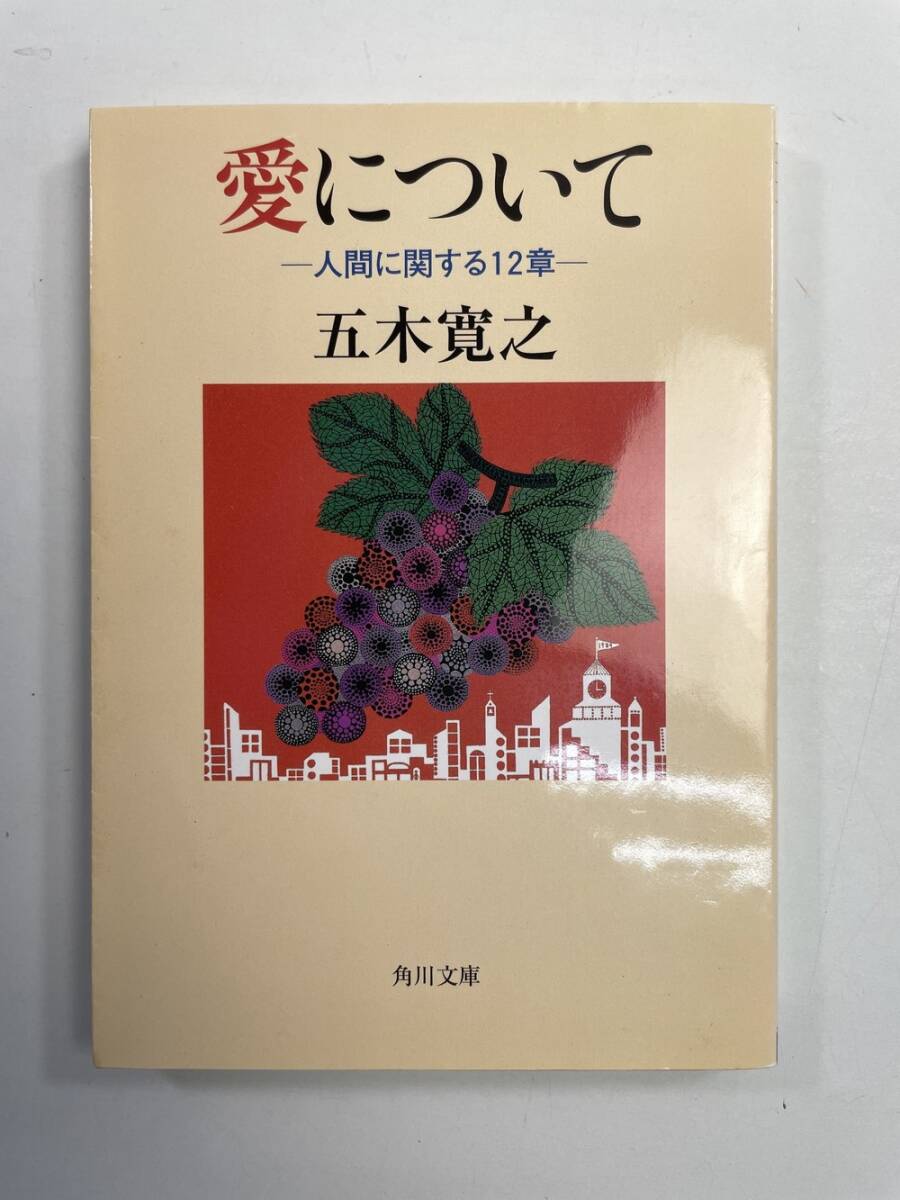 愛について
―人間に関する12章―
五木寛之
角川文庫